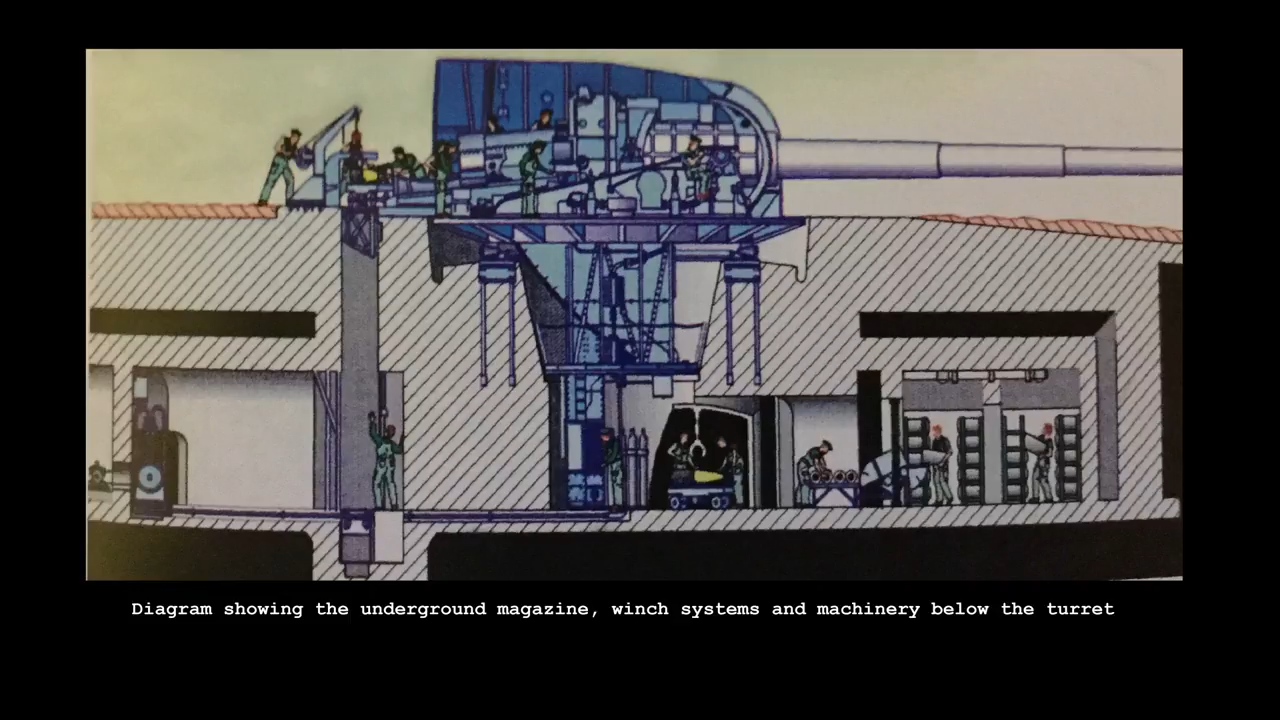 Diagram showing the underground magazine, winch systems and machinery below the turret